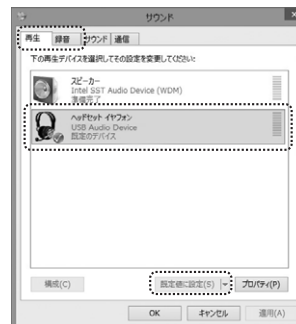 サウンド
再生 録音 サウンド 通信
下の再生デバイスを選択してその設定を変更してください:
スピーカー
Intel SST Audio Device (WDM)
準備完了
ヘッドセット イヤフォン
USB Audio Device
既定のデバイス
構成(C) 既定値に設定(S) プロパティ(P)
OK キャンセル 適用(A)